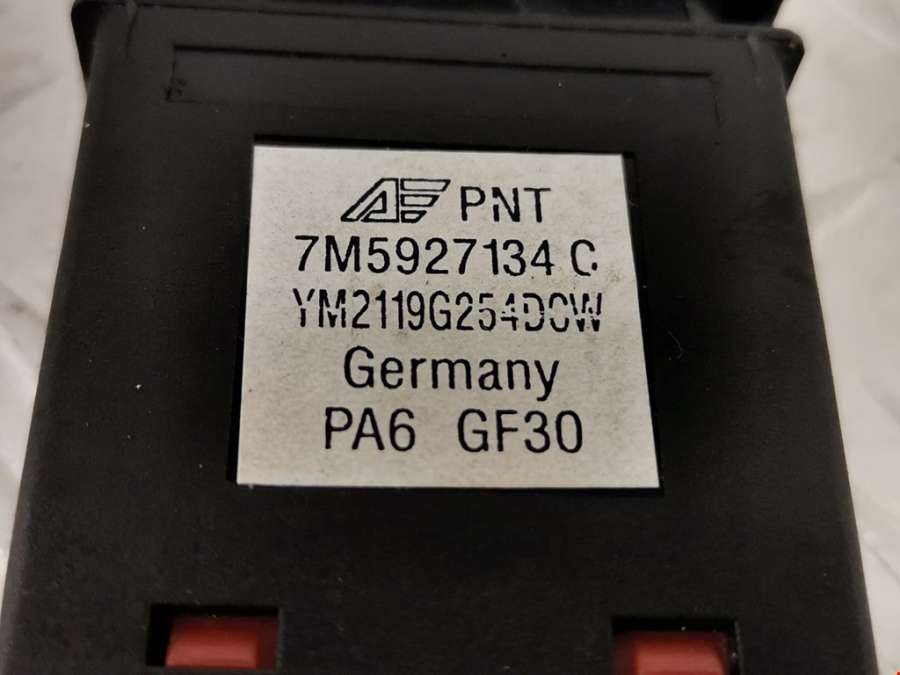 PNT
7M5927134 C
YM2119G254DCW
Germany
PA6 GF30